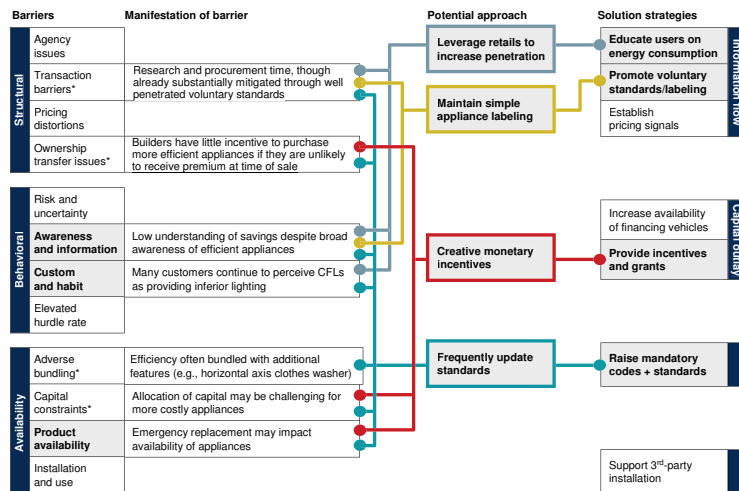 Barriers
Manifestation of barrier
Potential approach
Solution strategies
Structural
Agency
issues
Transaction
barriers*
Research and procurement time, though
already substantially mitigated through well
penetrated voluntary standards
Pricing
distortions
Ownership
transfer issues*
Builders have little incentive to purchase
more efficient appliances if they are unlikely
to receive premium at time of sale
Behavioral
Risk and
uncertainty
Awareness
and information
Low understanding of savings despite broad
awareness of efficient appliances
Custom
and habit
Many customers continue to perceive CFLs
as providing inferior lighting
Elevated
hurdle rate
Availability
Adverse
bundling*
Efficiency often bundled with additional
features (e.g., horizontal axis clothes washer)
Capital
constraints*
Allocation of capital may be challenging for
more costly appliances
Product
availability
Emergency replacement may impact
availability of appliances
Installation
and use
Leverage retails to
increase penetration
Maintain simple
appliance labeling
Creative monetary
incentives
Frequently update
standards
Educate users on
energy consumption
Promote voluntary
standards/labeling
Establish
pricing signals
Information flow
Increase availability
of financing vehicles
Provide incentives
and grants
Capital outlay
Raise mandatory
codes + standards
Support 3rd-party
installation